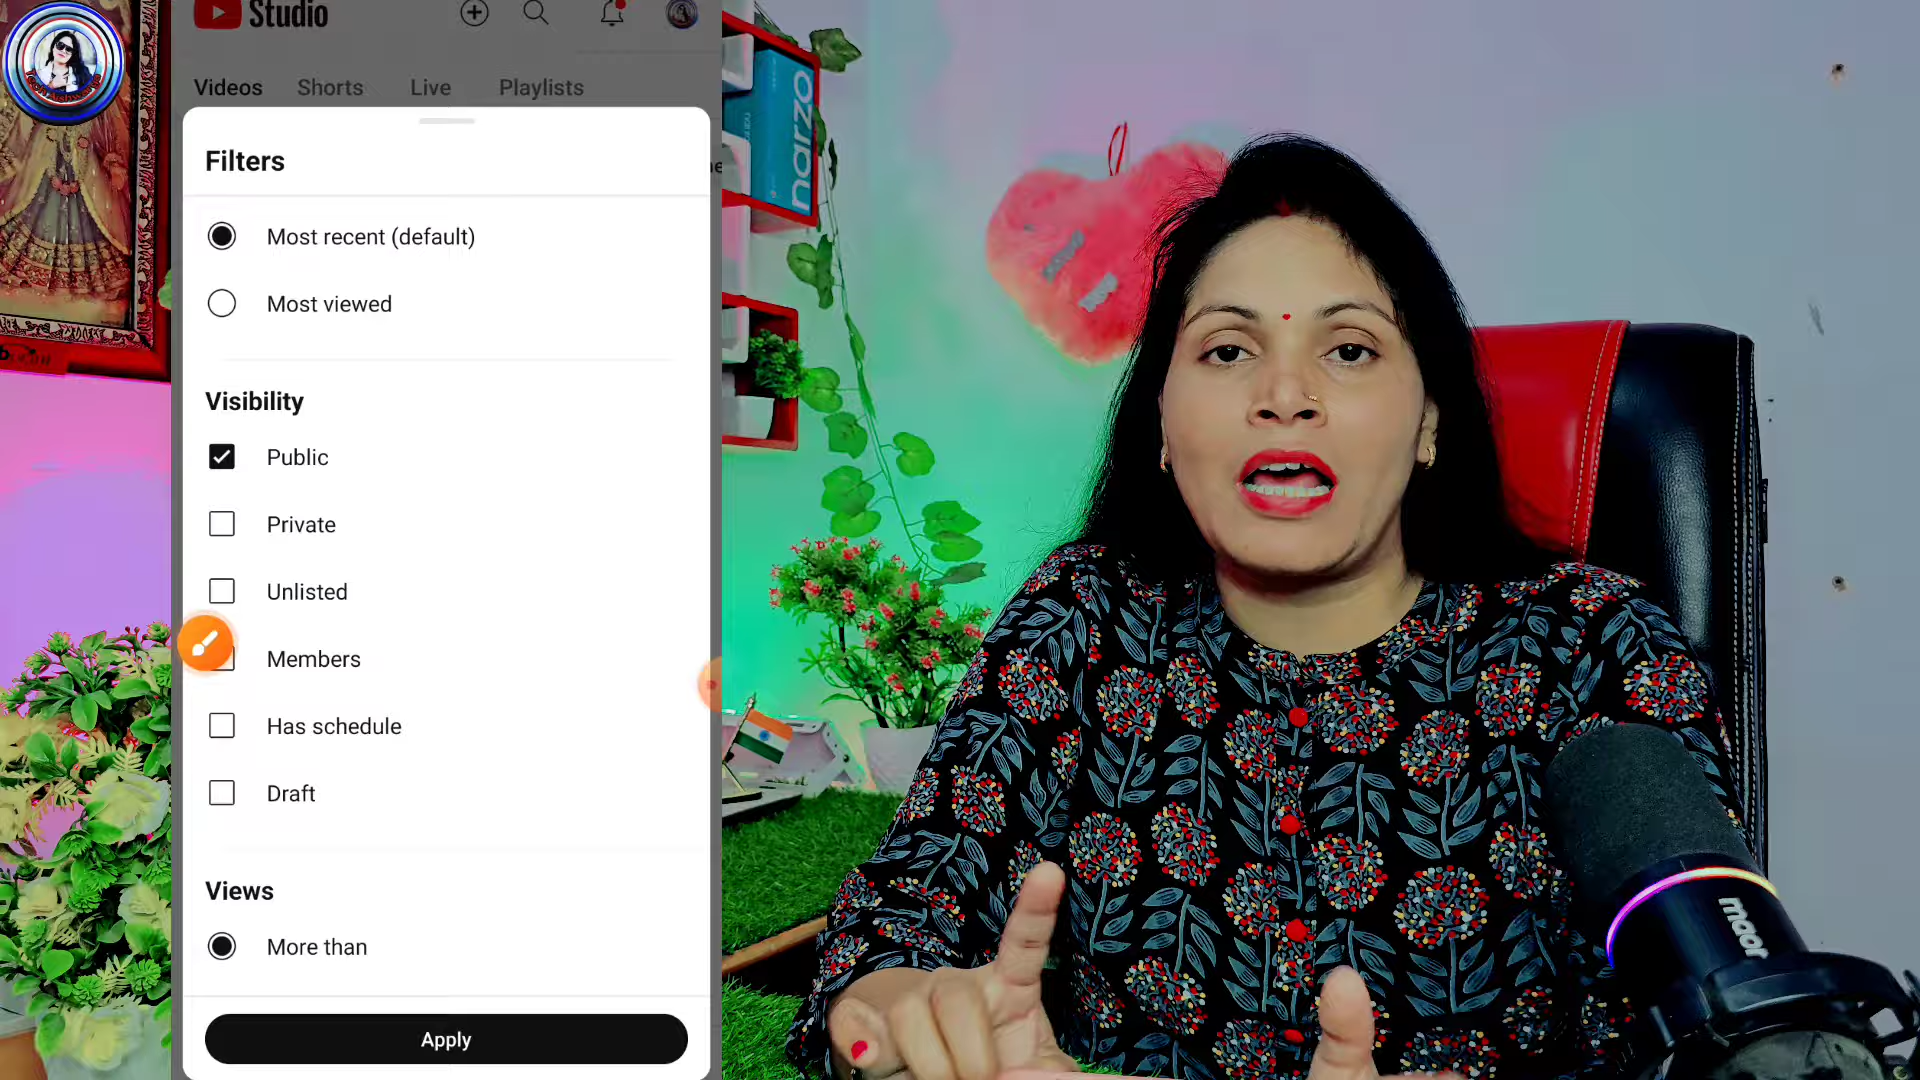 Studio
Videos
Shorts
Live
Playlists
Filters
Most recent (default)
Most viewed
Visibility
Public
Private
Unlisted
Members
Has schedule
Draft
Views
More than
Apply
narzo
maono